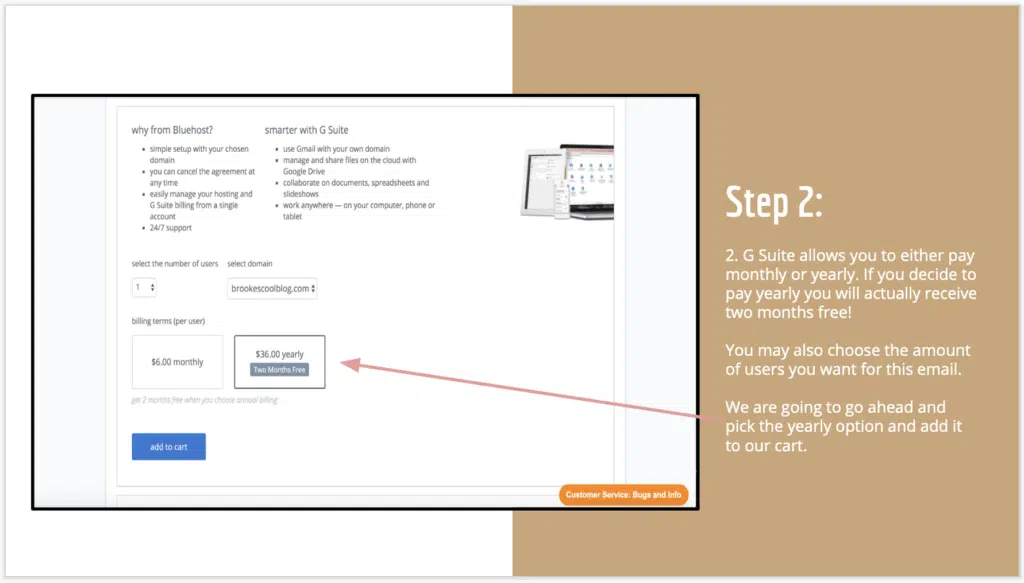 why from Bluehost?
simple setup with your chosen
domain
you can cancel the agreement at
any time
easily manage your hosting and
G Suite billing from a single
account
24/7 support
smarter with G Suite
use Gmail with your own domain
manage and share files on the cloud with
Google Drive
collaborate on documents, spreadsheets and
slideshows
work anywhere — on your computer, phone or
tablet
select the number of users
1
select domain
brookescoolblog.com
billing terms (per user)
$6.00 monthly
$36.00 yearly
Two Months Free
get 2 months free when you choose annual billing
add to cart
Customer Service: Bugs and Info
Step 2:
2. G Suite allows you to either pay
monthly or yearly. If you decide to
pay yearly you will actually receive
two months free!
You may also choose the amount
of users you want for this email.
We are going to go ahead and
pick the yearly option and add it
to our cart.